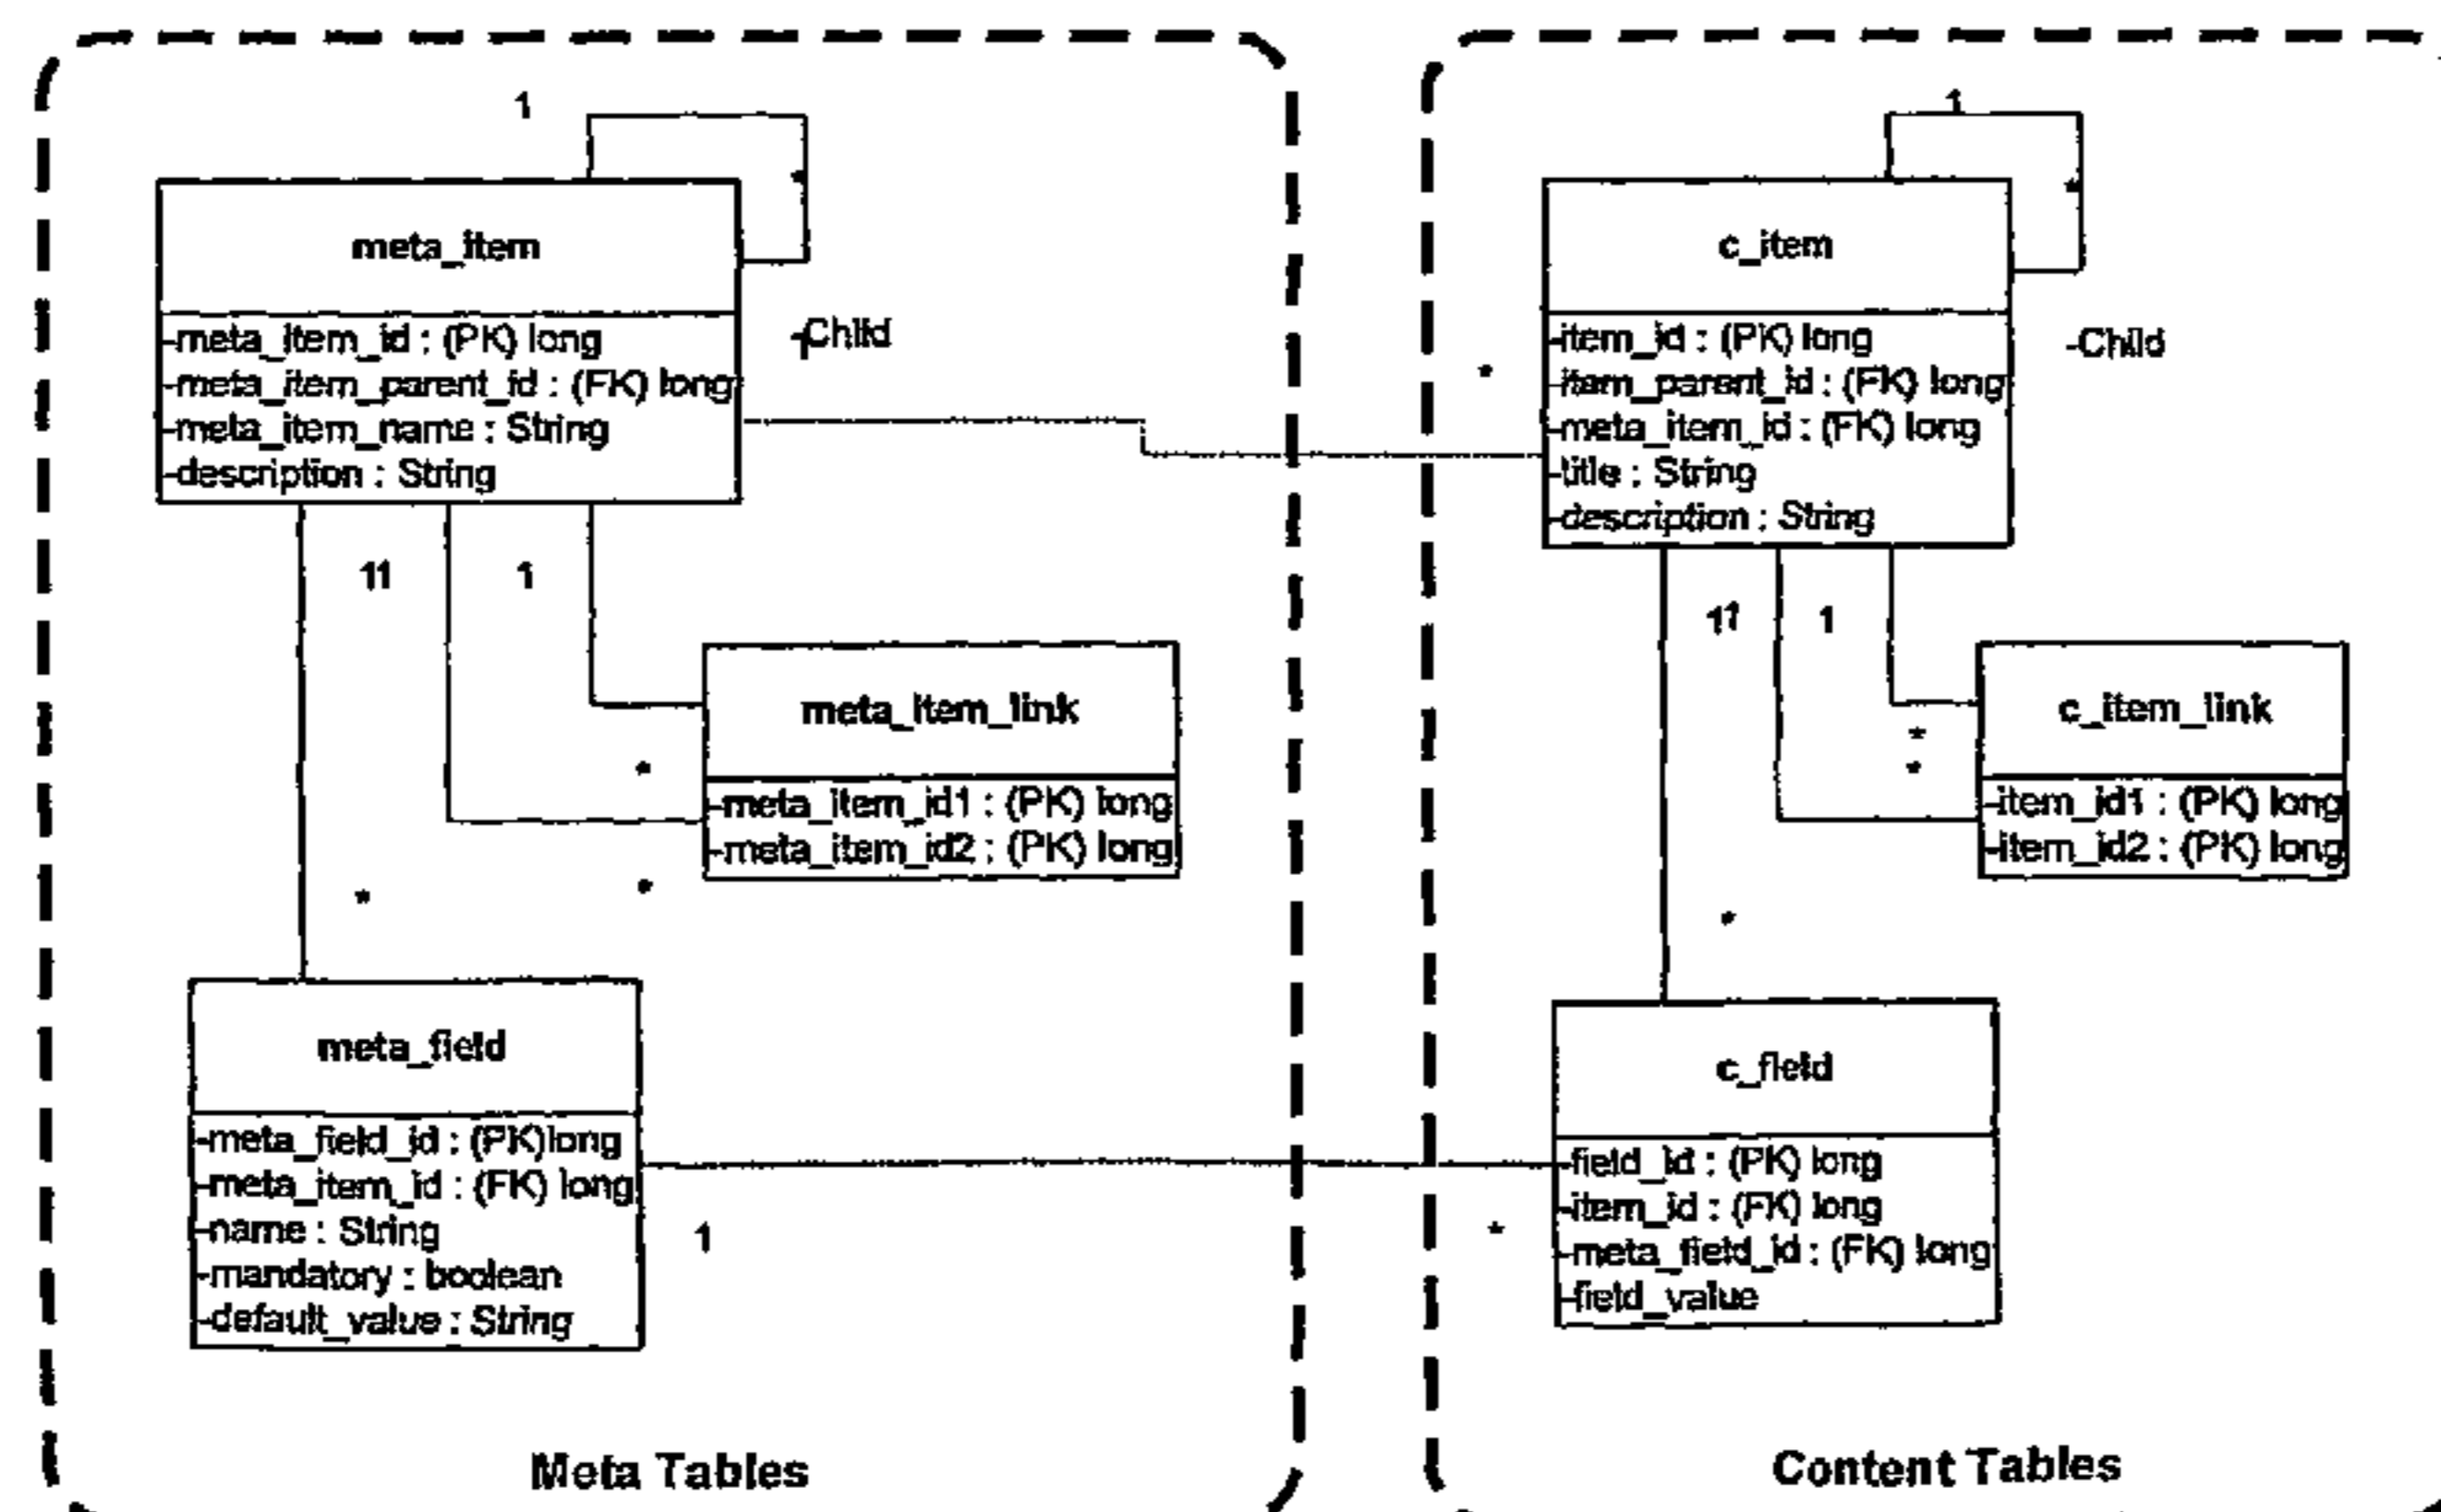 1
*
meta_item
-meta_item_id : (PK) long
-meta_item_parent_id : (FK) long
-meta_item_name : String
-description : String
-Child
1
11
1
meta_item_link
-meta_item_id1 : (PK) long
-meta_item_id2 : (PK) long
*
*
*
meta_field
-meta_field_id : (PK)long
-meta_item_id : (FK) long
-name : String
-mandatory : boolean
-default_value : String
1
Meta Tables
1
*
c_item
-item_id : (PK) long
-item_parent_id : (FK) long
-meta_item_id : (FK) long
-title : String
-description : String
-Child
*
11
1
c_item_link
-item_id1 : (PK) long
-item_id2 : (PK) long
*
*
*
c_field
-field_id : (PK) long
-item_id : (FK) long
-meta_field_id : (FK) long
-field_value
*
Content Tables